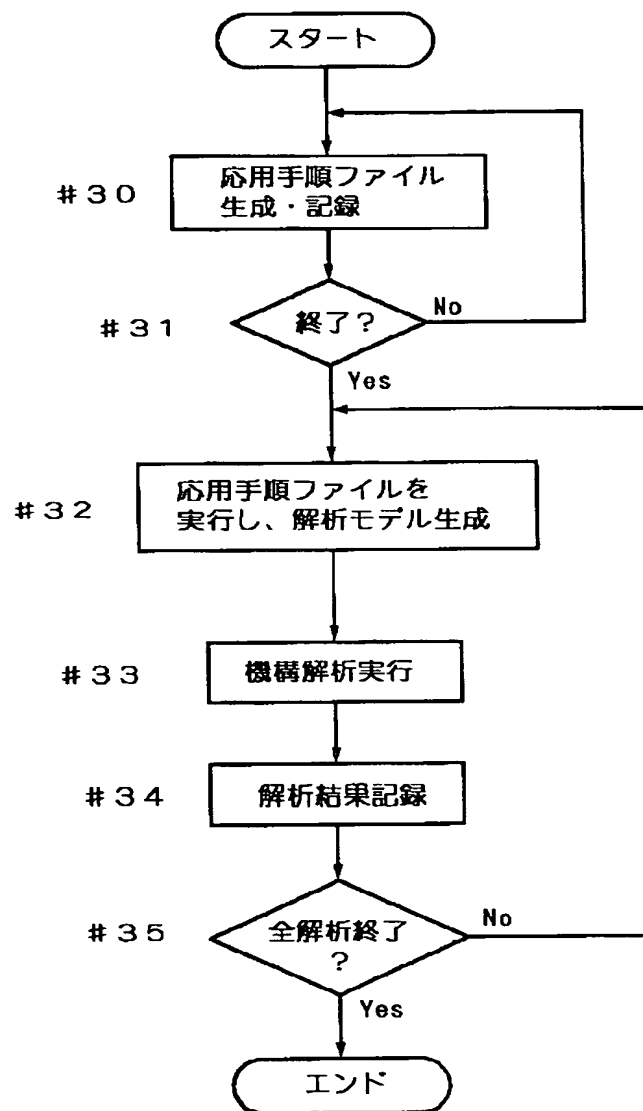 スタート
#30
応用手順ファイル
生成・記録
#31
終了?
No
Yes
#32
応用手順ファイルを
実行し、解析モデル生成
#33
機構解析実行
#34
解析結果記録
#35
全解析終了
?
No
Yes
エンド